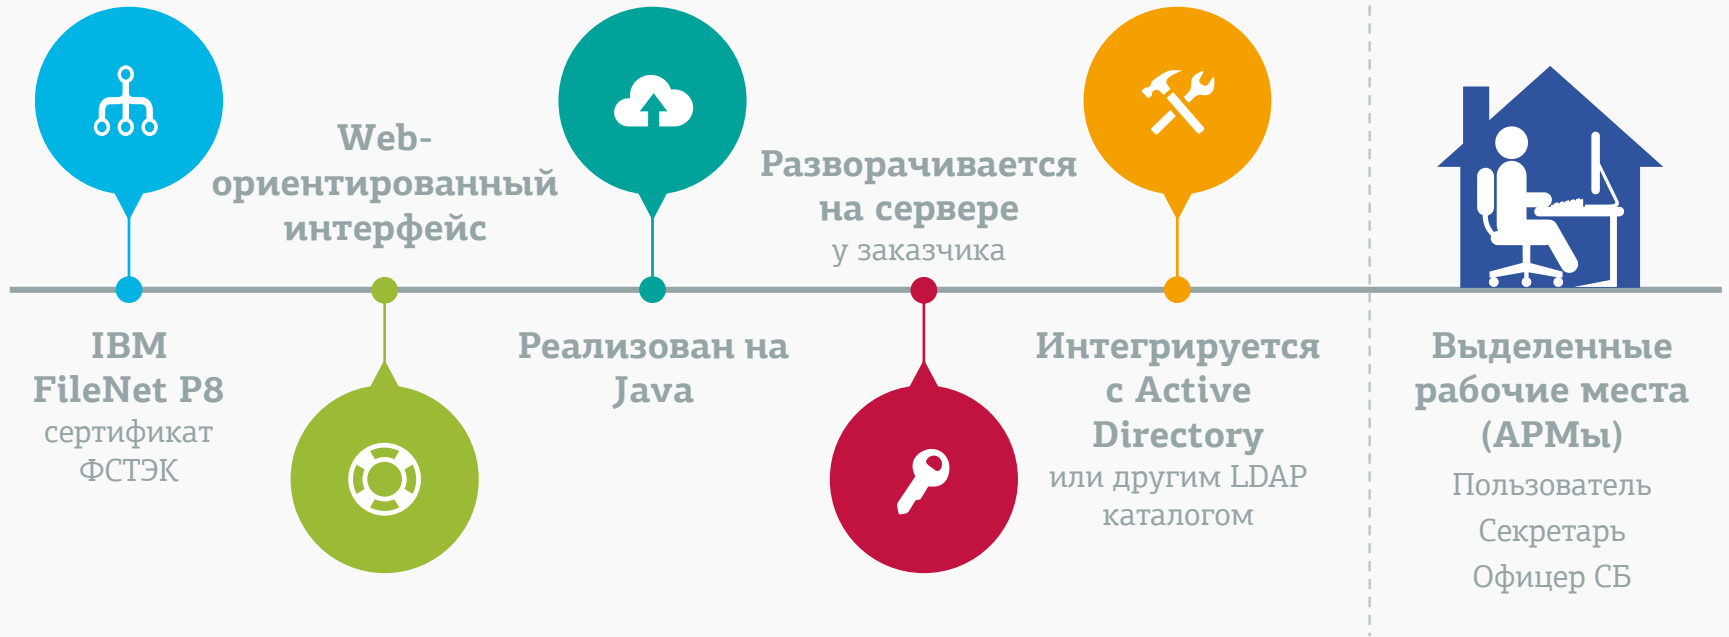 IBM
FileNet P8
сертификат
ФСТЭК
Web-
ориентированный
интерфейс
Реализован на
Java
Разворачивается
на сервере
у заказчика
Интегрируется
с Active
Directory
или другим LDAP
каталогом
Выделенные
рабочие места
(АРМы)
Пользователь
Секретарь
Офицер СБ